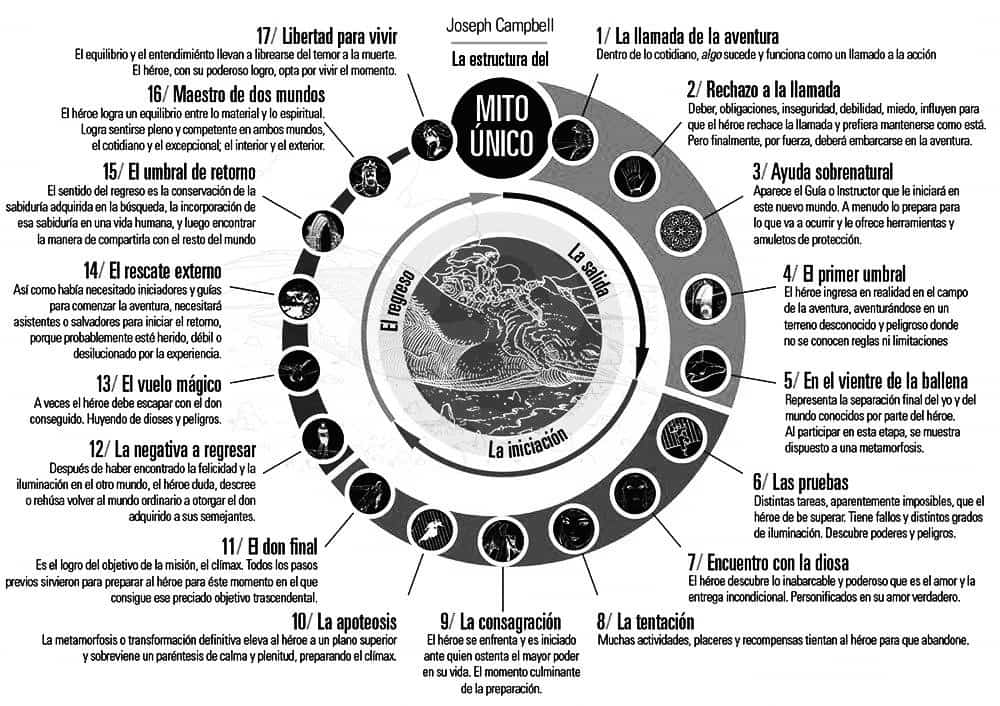 Joseph Campbell
La estructura del
MITO
ÚNICO
1/ La llamada de la aventura
Dentro de lo cotidiano, algo sucede y funciona como un llamado a la acción
2/ Rechazo a la llamada
Deber, obligaciones, inseguridad, debilidad, miedo, influyen para
que el héroe rechace la llamada y prefiera mantenerse como está.
Pero finalmente, por fuerza, deberá embarcarse en la aventura.
3/ Ayuda sobrenatural
Aparece el Guía o Instructor que le iniciará en
este nuevo mundo. A menudo lo prepara para
lo que va a ocurrir y le ofrece herramientas y
amuletos de protección.
4/ El primer umbral
El héroe ingresa en realidad en el campo
de la aventura, aventurándose en un
terreno desconocido y peligroso donde
no se conocen reglas ni limitaciones
5/ En el vientre de la ballena
Representa la separación final del yo y del
mundo conocidos por parte del héroe.
Al participar en esta etapa, se muestra
dispuesto a una metamorfosis.
6/ Las pruebas
Distintas tareas, aparentemente imposibles, que el
héroe de be superar. Tiene fallos y distintos grados
de iluminación. Descubre poderes y peligros.
7/ Encuentro con la diosa
El héroe descubre lo inabarcable y poderoso que es el amor y la
entrega incondicional. Personificados en su amor verdadero.
8/ La tentación
Muchas actividades, placeres y recompensas tientan al héroe para que abandone.
9/ La consagración
El héroe se enfrenta y es iniciado
ante quien ostenta el mayor poder
en su vida. El momento culminante
de la preparación.
10/ La apoteosis
La metamorfosis o transformación definitiva eleva al héroe a un plano superior
y sobreviene un paréntesis de calma y plenitud, preparando el clímax.
11/ El don final
Es el logro del objetivo de la misión, el clímax. Todos los pasos
previos sirvieron para preparar al héroe para éste momento en el que
consigue ese preciado objetivo trascendental.
12/ La negativa a regresar
Después de haber encontrado la felicidad y la
iluminación en el otro mundo, el héroe duda, descree
o rehúsa volver al mundo ordinario a otorgar el don
adquirido a sus semejantes.
13/ El vuelo mágico
A veces el héroe debe escapar con el don
conseguido. Huyendo de dioses y peligros.
14/ El rescate externo
Así como había necesitado iniciadores y guías
para comenzar la aventura, necesitará
asistentes o salvadores para iniciar el retorno,
porque probablemente esté herido, débil o
desilucionado por la experiencia.
15/ El umbral de retorno
El sentido del regreso es la conservación de la
sabiduría adquirida en la búsqueda, la incorporación de
esa sabiduría en una vida humana, y luego encontrar
la manera de compartirla con el resto del mundo
16/ Maestro de dos mundos
El héroe logra un equilibrio entre lo material y lo espiritual.
Logra sentirse pleno y competente en ambos mundos,
el cotidiano y el excepcional; el interior y el exterior.
17/ Libertad para vivir
El equilibrio y el entendimiénto llevan a librearse del temor a la muerte.
El héroe, con su poderoso logro, opta por vivir el momento.
La salida
La iniciación
El regreso